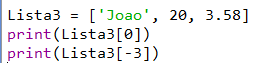 Lista3 = ['Joao', 20, 3.58]
print(Lista3[0])
print(Lista3[-3])